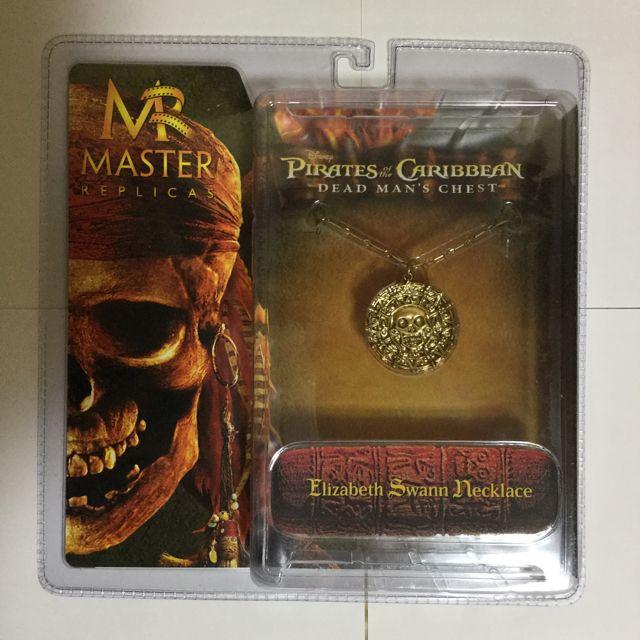 MR
MASTER
REPLICAS
Disney
PIRATES of the CARIBBEAN
DEAD MAN'S CHEST
Elizabeth Swann Necklace